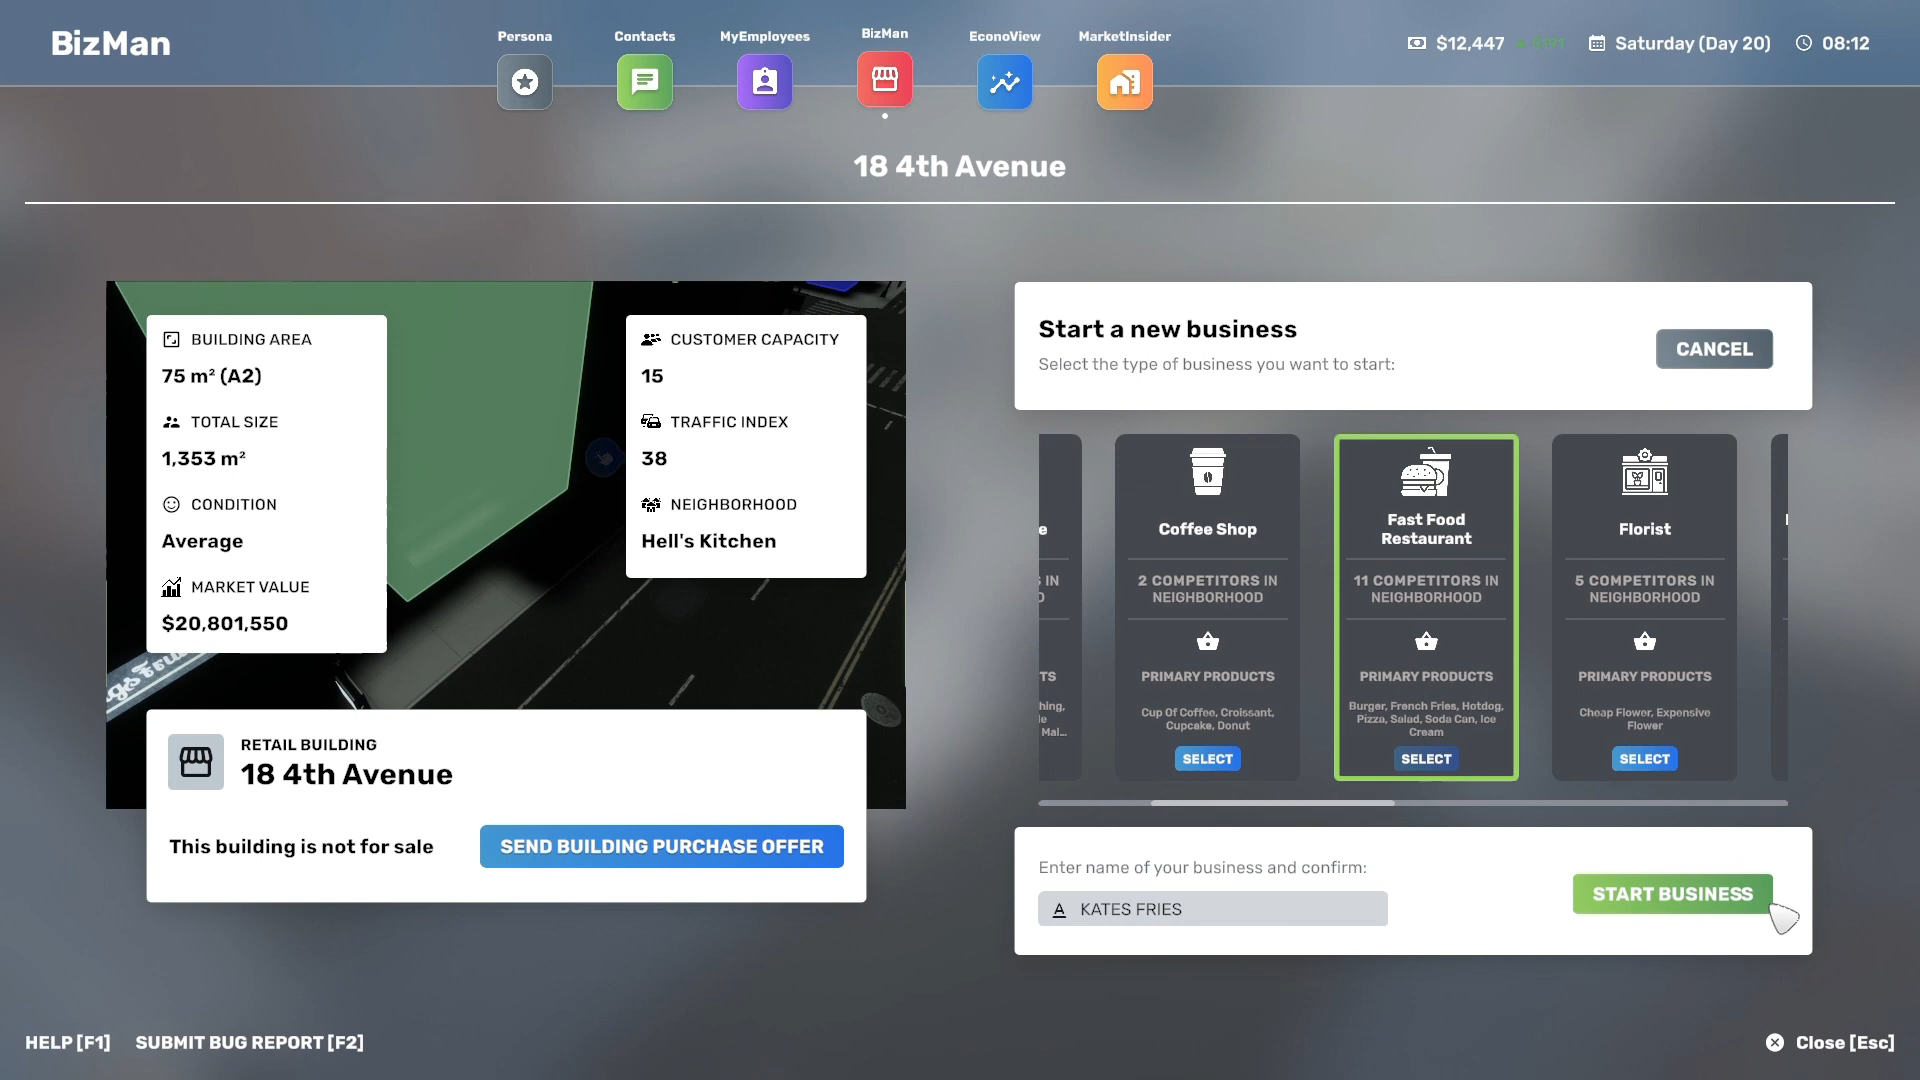 BizMan
Persona
Contacts
MyEmployees
BizMan
EconoView
MarketInsider
$12,447
Saturday (Day 20)
08:12
18 4th Avenue
BUILDING AREA
75 m² (A2)
TOTAL SIZE
1,353 m²
CONDITION
Average
MARKET VALUE
$20,801,550
CUSTOMER CAPACITY
15
TRAFFIC INDEX
38
NEIGHBORHOOD
Hell's Kitchen
RETAIL BUILDING
18 4th Avenue
This building is not for sale
SEND BUILDING PURCHASE OFFER
Start a new business
Select the type of business you want to start:
CANCEL
Coffee Shop
2 COMPETITORS IN
NEIGHBORHOOD
PRIMARY PRODUCTS
Cup Of Coffee, Croissant,
Cupcake, Donut
SELECT
Fast Food
Restaurant
11 COMPETITORS IN
NEIGHBORHOOD
PRIMARY PRODUCTS
Burger, French Fries, Hotdog,
Pizza, Salad, Soda Can, Ice
Cream
SELECT
Florist
5 COMPETITORS IN
NEIGHBORHOOD
PRIMARY PRODUCTS
Cheap Flower, Expensive
Flower
SELECT
Enter name of your business and confirm:
KATES FRIES
START BUSINESS
HELP [F1]
SUBMIT BUG REPORT [F2]
Close [Esc]